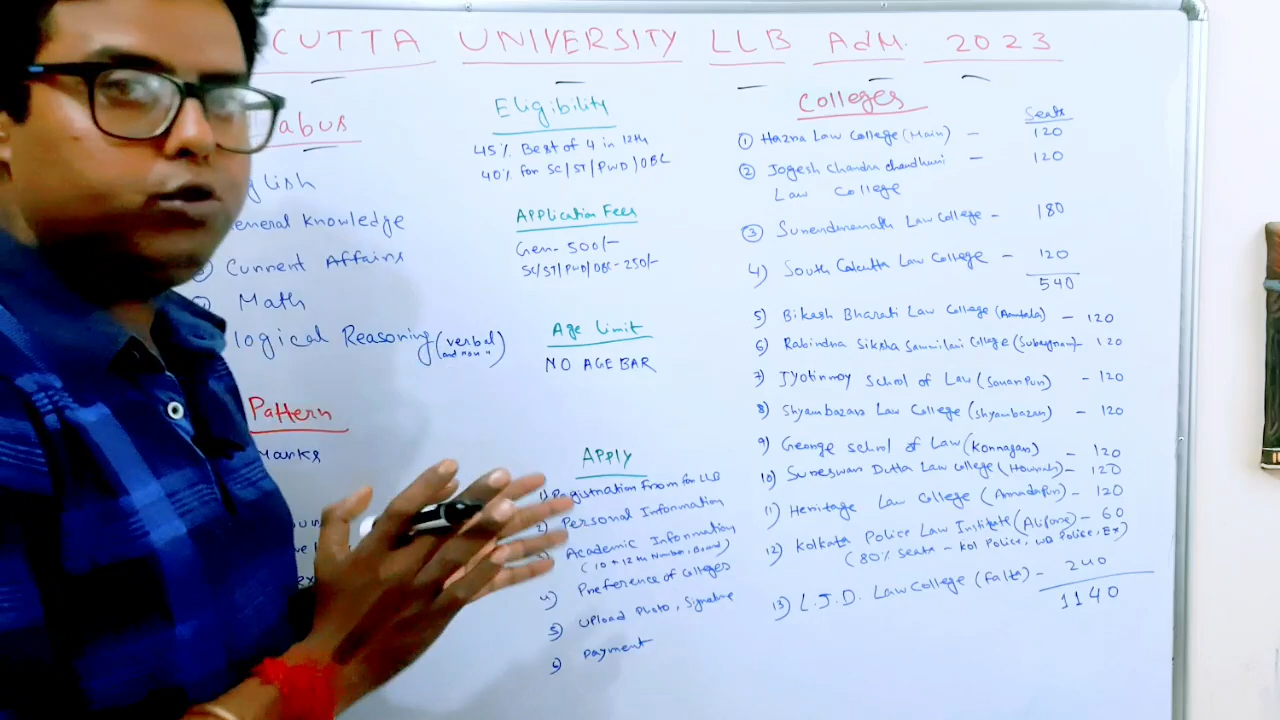 CUTTA UNIVERSITY LLB ADM. 2023
abus
glish
eneral Knowledge
Current Affairs
Math
logical Reasoning (verbal
and non v)
Pattern
Marks
Eligibility
45% Best of 4 in 12th
40% for SC/ST/PWD/OBC
Application Fees
Gen- 500/-
SC/ST/PWD/OBC-250/-
Age Limit
NO AGE BAR
Apply
1) Registration From for LLB
2) Personal Information
Academic Information
(10+12th Number, Board)
4) Preference of Colleges
5) Upload Photo, Signature
6) Payment
Colleges
Seats
1 Hazra Law College (Main) - 120
2 Jogesh Chandra Chaudhuri - 120
Law College
3 Surendranath Law College - 180
4) South Calcutta Law College - 120
540
5) Bikash Bharati Law College (Amtala) - 120
6) Rabindra Siksha Sammilani College (Subhasgram)- 120
7) Jyotirmoy School of Law (Sonarpur) - 120
8) Shyambazar Law College (shyambazar) - 120
9) George school of Law (Konnagar) - 120
10) Sureswar Dutta Law College (Howrah)- 120
11) Heritage Law College (Anandapur) - 120
12) Kolkata Police Law Institute (Alipore) - 60
(80% seats - Kol Police, WB Police, Ex)
13) L.J.D. Law College (Falta) - 240
1140